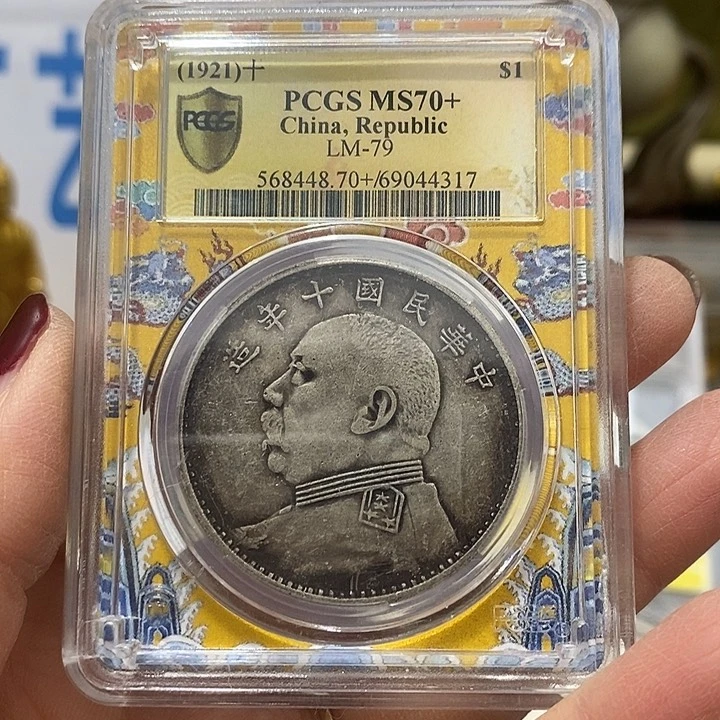 (1921)十 $1
PCGS
PCGS MS70+
China, Republic
LM-79
568448.70+/69044317
中華民國十年造